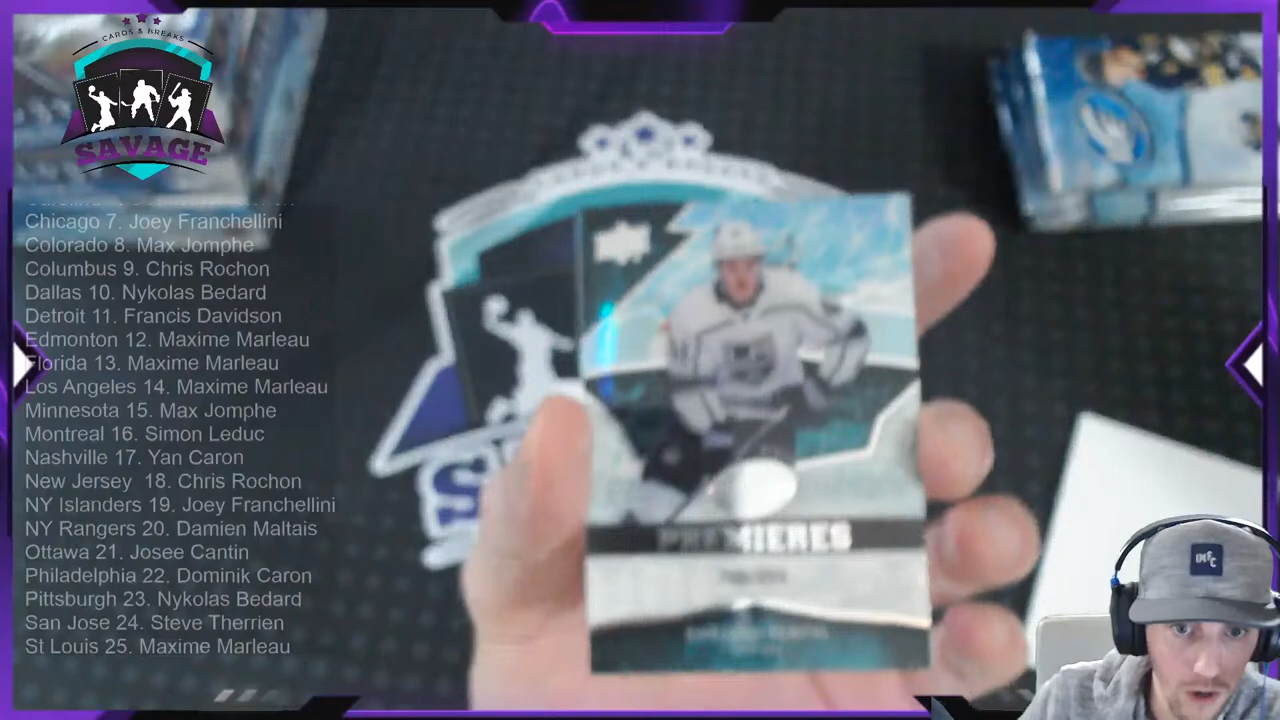 CARDS & BREAKS
SAVAGE
Chicago 7. Joey Franchellini
Colorado 8. Max Jomphe
Columbus 9. Chris Rochon
Dallas 10. Nykolas Bedard
Detroit 11. Francis Davidson
Edmonton 12. Maxime Marleau
Florida 13. Maxime Marleau
Los Angeles 14. Maxime Marleau
Minnesota 15. Max Jomphe
Montreal 16. Simon Leduc
Nashville 17. Yan Caron
New Jersey 18. Chris Rochon
NY Islanders 19. Joey Franchellini
NY Rangers 20. Damien Maltais
Ottawa 21. Josee Cantin
Philadelphia 22. Dominik Caron
Pittsburgh 23. Nykolas Bedard
San Jose 24. Steve Therrien
St Louis 25. Maxime Marleau
PREMIERES